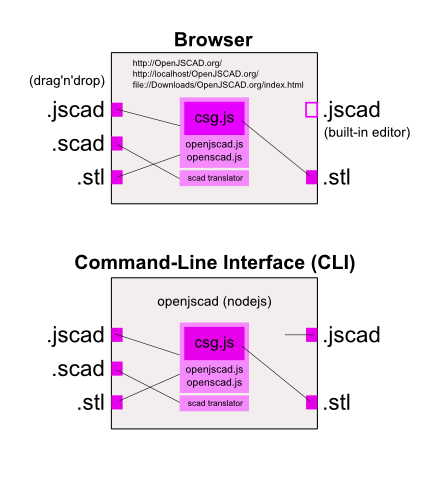 Browser
http://OpenJSCAD.org/
http://localhost/OpenJSCAD.org/
file://Downloads/OpenJSCAD.org/index.html
(drag'n'drop)
.jscad
.scad
.stl
csg.js
openjscad.js
openscad.js
scad translator
.jscad
(built-in editor)
.stl
Command-Line Interface (CLI)
openjscad (nodejs)
.jscad
.scad
.stl
csg.js
openjscad.js
openscad.js
scad translator
.jscad
.stl